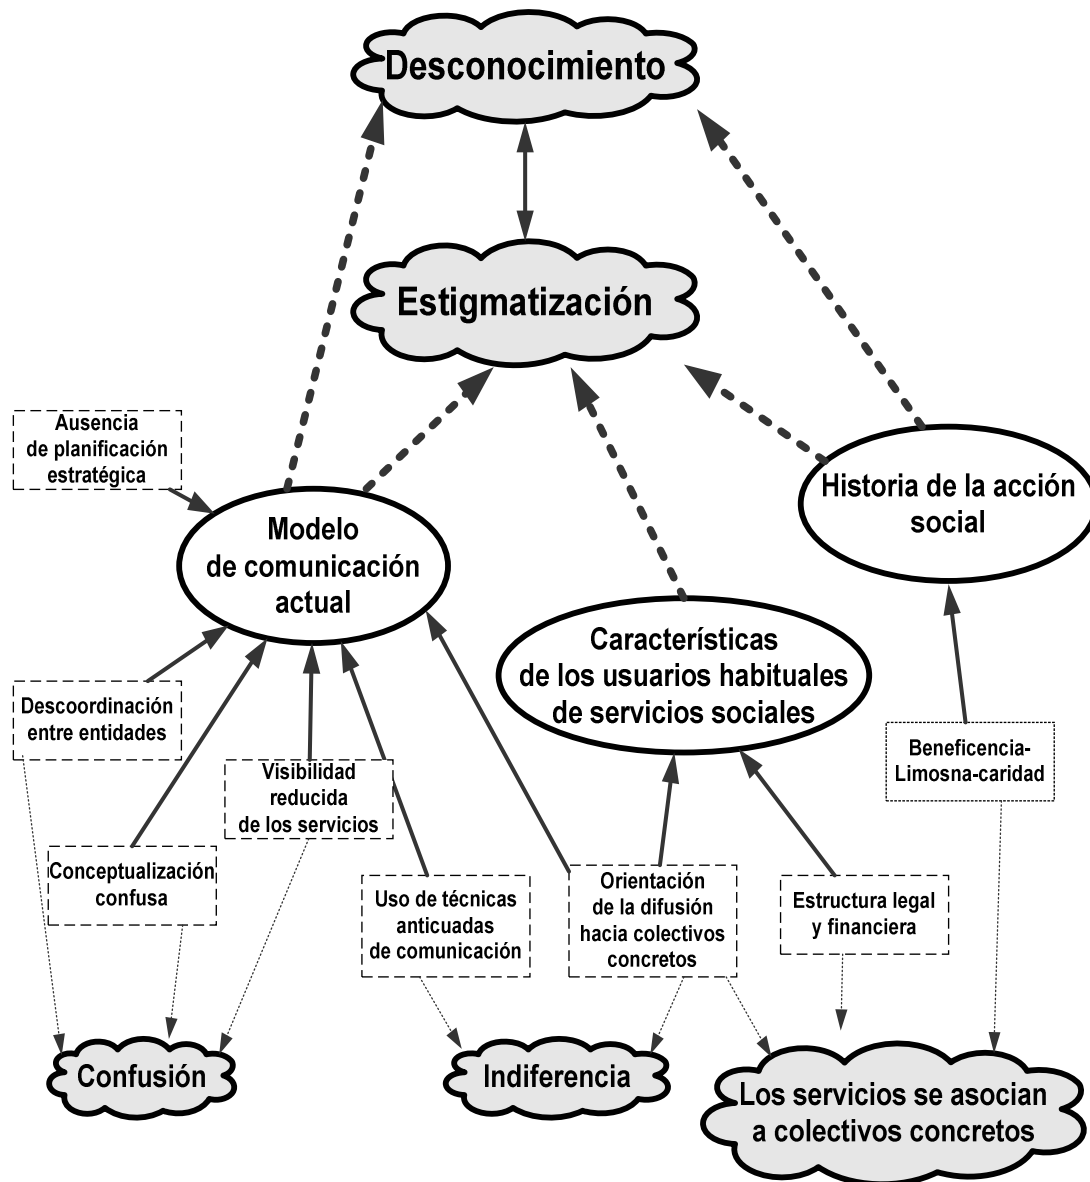 Desconocimiento
Estigmatización
Ausencia
de planificación
estratégica
Historia de la acción
social
Modelo
de comunicación
actual
Características
de los usuarios habituales
de servicios sociales
Descoordinación
entre entidades
Beneficencia-
Limosna-caridad
Visibilidad
reducida
de los servicios
Conceptualización
confusa
Uso de técnicas
anticuadas
de comunicación
Orientación
de la difusión
hacia colectivos
concretos
Estructura legal
y financiera
Confusión
Indiferencia
Los servicios se asocian
a colectivos concretos